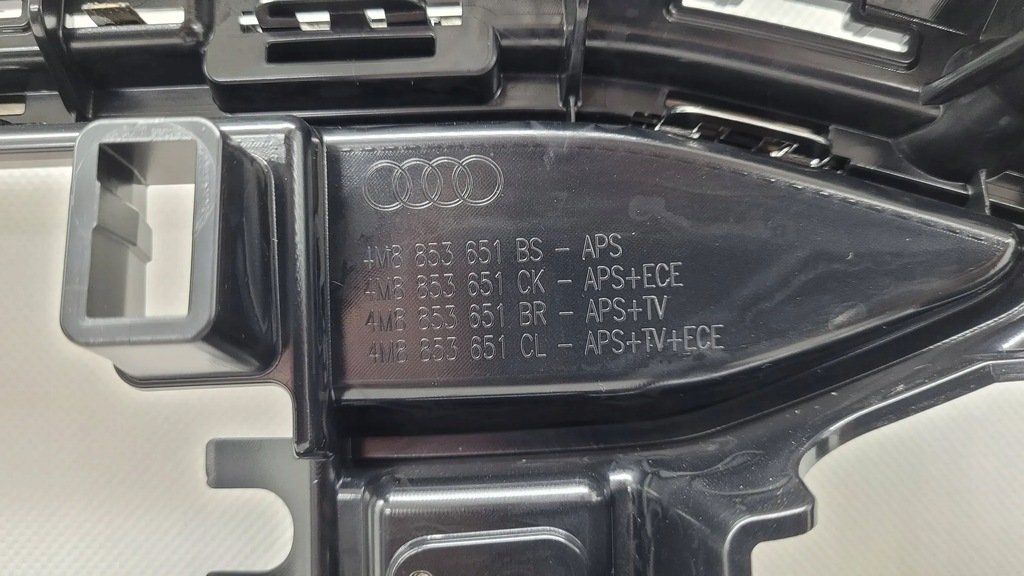 4M8 853 651 BS - APS
4M8 853 651 CK - APS+ECE
4M8 853 651 BR - APS+TV
4M8 853 651 CL - APS+TV+ECE